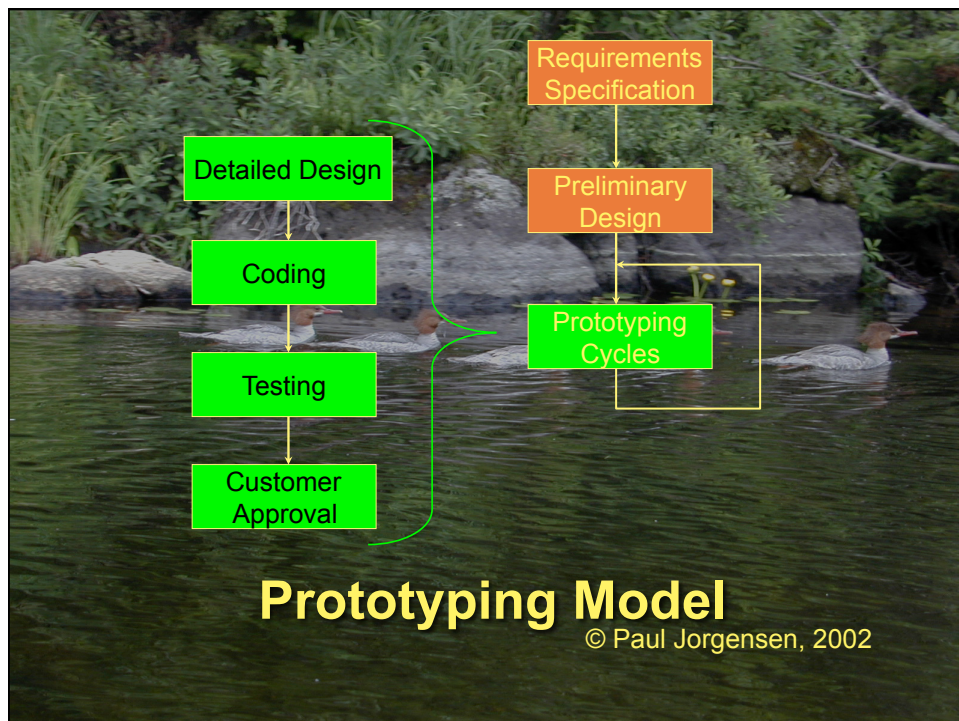 Requirements
Specification
Preliminary
Design
Prototyping
Cycles
Detailed Design
Coding
Testing
Customer
Approval
Prototyping Model
© Paul Jorgensen, 2002